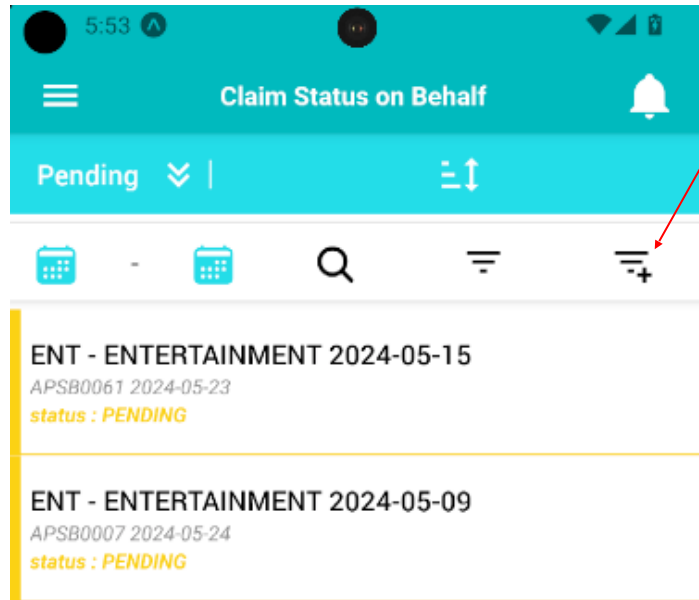 5:53
Claim Status on Behalf
Pending
-
ENT - ENTERTAINMENT 2024-05-15
APSB0061 2024-05-23
status : PENDING
ENT - ENTERTAINMENT 2024-05-09
APSB0007 2024-05-24
status : PENDING